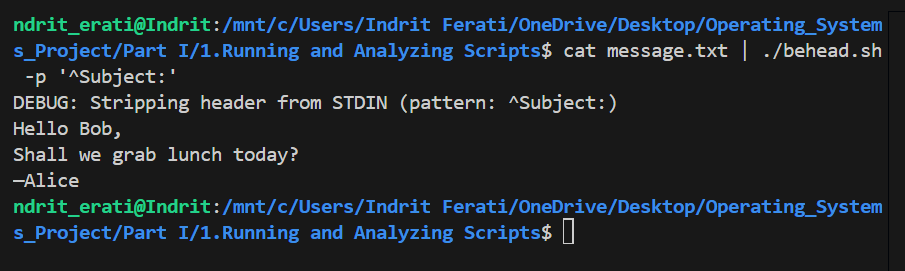 ndrit_erati@Indrit:/mnt/c/Users/Indrit Ferati/OneDrive/Desktop/Operating_System
s_Project/Part I/1.Running and Analyzing Scripts$ cat message.txt | ./behead.sh
 -p '^Subject:'
DEBUG: Stripping header from STDIN (pattern: ^Subject:)
Hello Bob,
Shall we grab lunch today?
—Alice
ndrit_erati@Indrit:/mnt/c/Users/Indrit Ferati/OneDrive/Desktop/Operating_System
s_Project/Part I/1.Running and Analyzing Scripts$